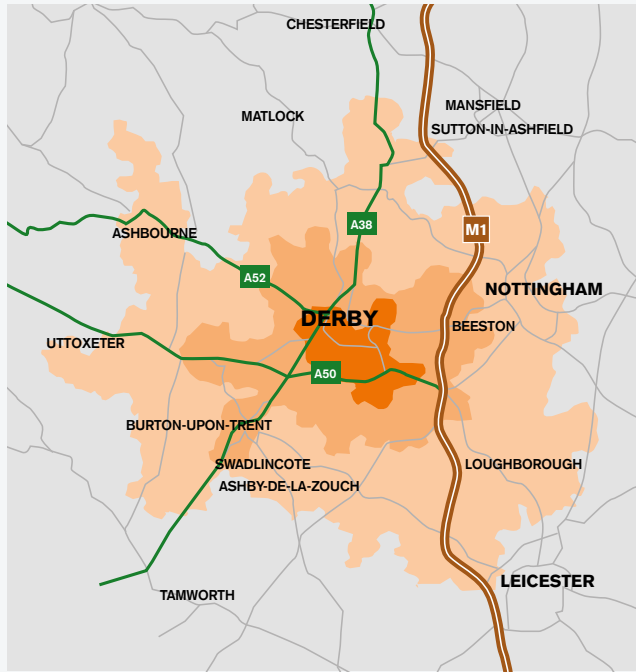 CHESTERFIELD
MANSFIELD
MATLOCK
SUTTON-IN-ASHFIELD
A38
M1
ASHBOURNE
A52
NOTTINGHAM
DERBY
BEESTON
UTTOXETER
A50
BURTON-UPON-TRENT
SWADLINCOTE
LOUGHBOROUGH
ASHBY-DE-LA-ZOUCH
LEICESTER
TAMWORTH